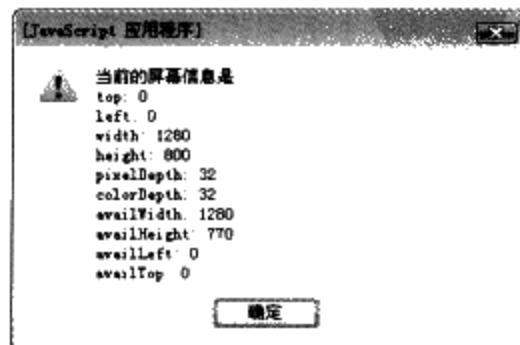 [JavaScript 应用程序]
当前的屏幕信息是
top: 0
left: 0
width: 1280
height: 800
pixelDepth: 32
colorDepth: 32
availWidth: 1280
availHeight: 770
availLeft: 0
availTop: 0
确定